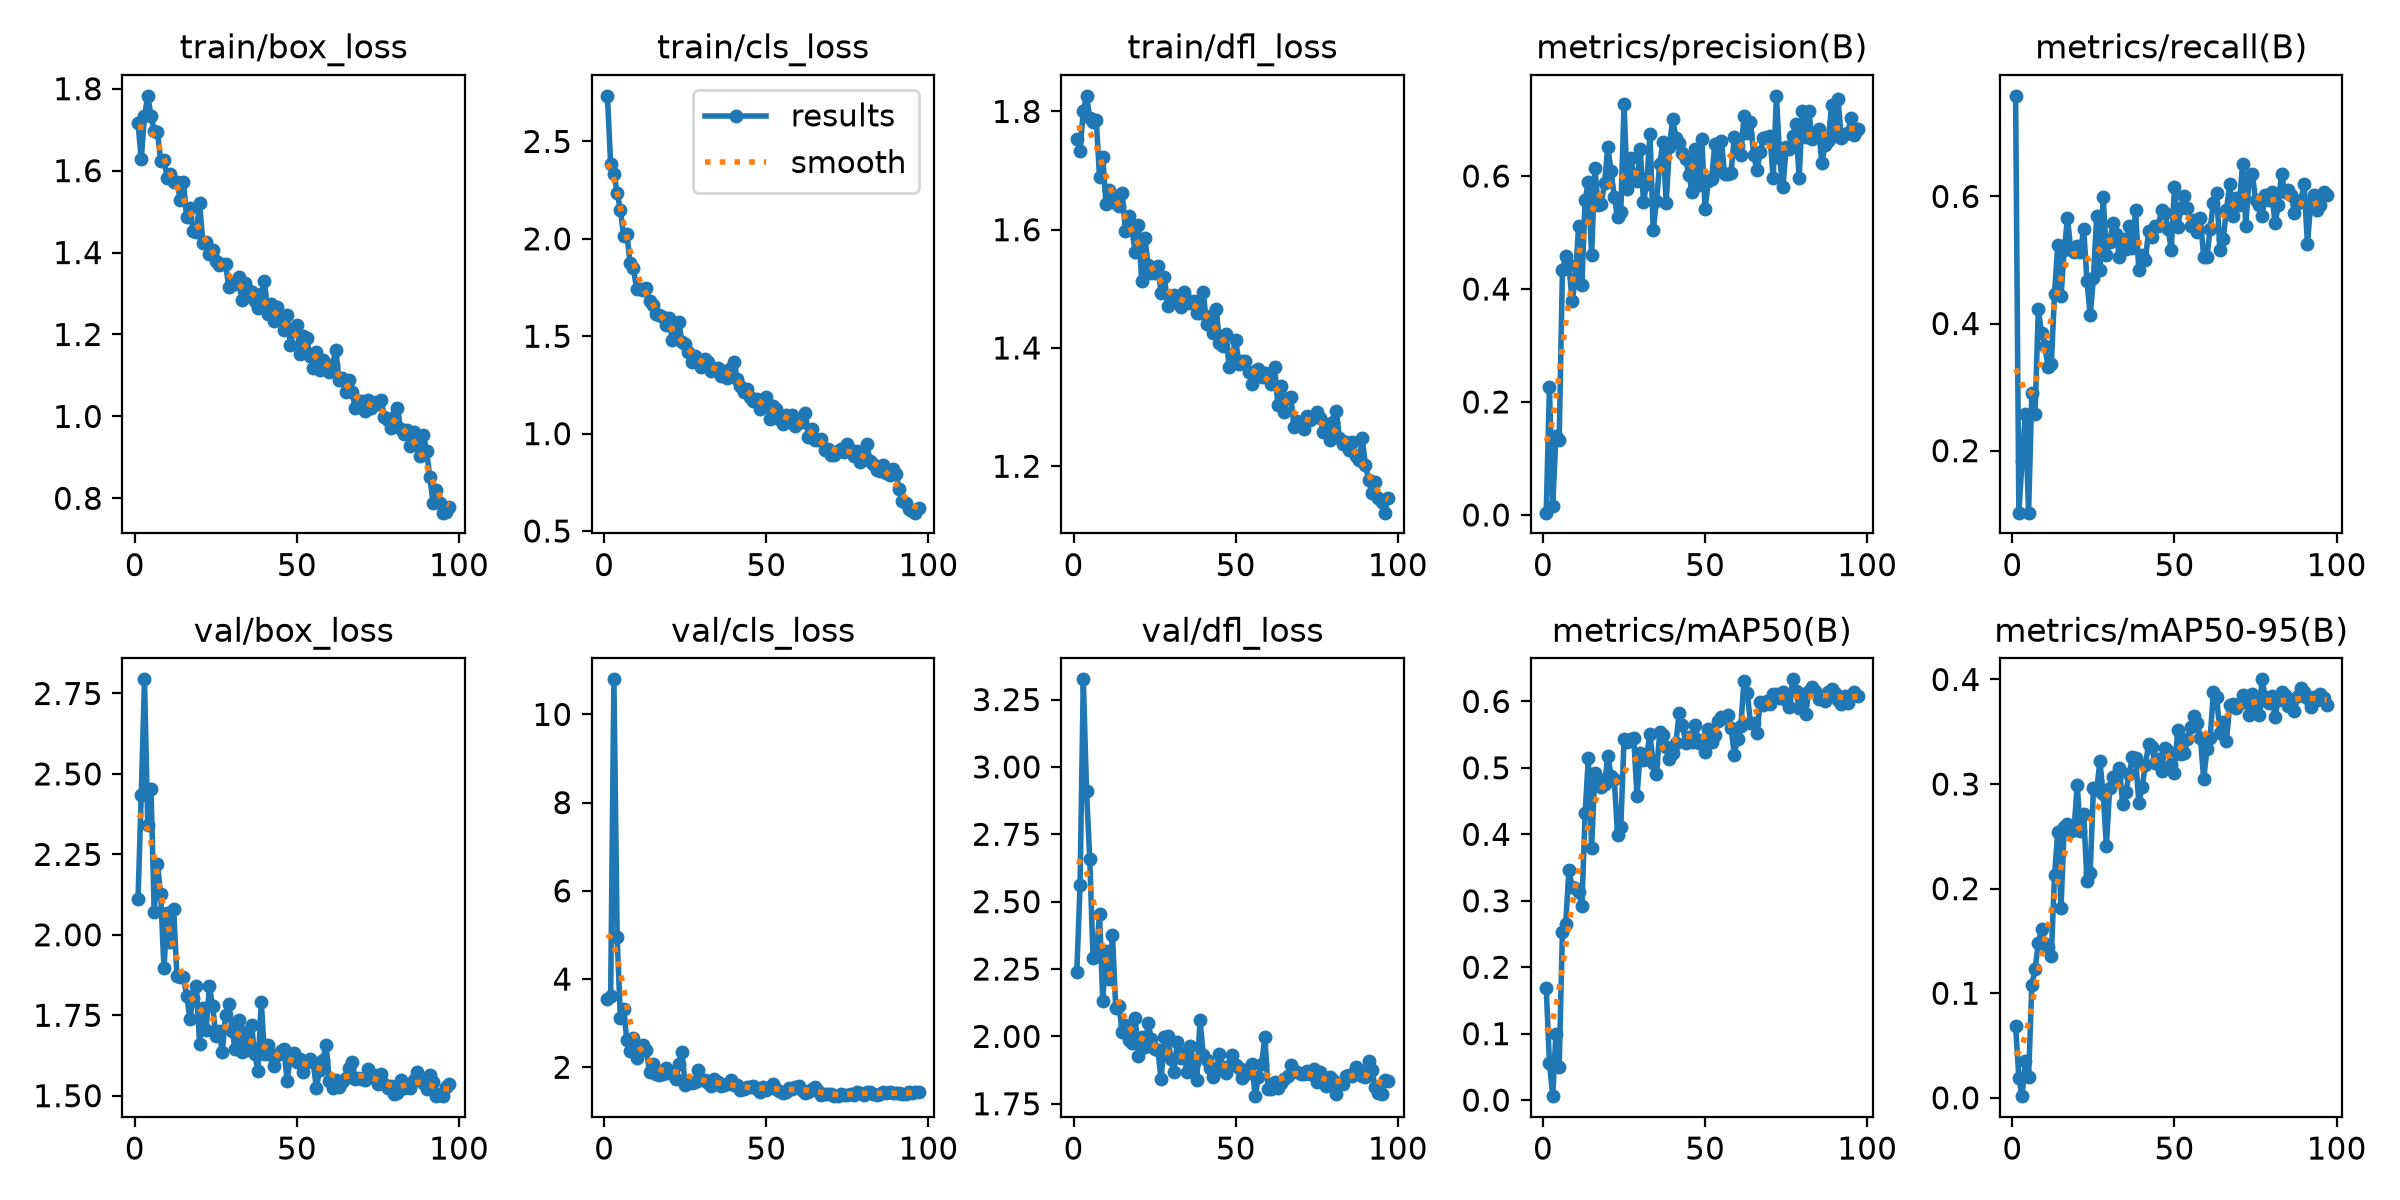 train/box_loss
1.8
1.6
1.4
1.2
1.0
0.8
0 50 100
train/cls_loss
results
smooth
2.5
2.0
1.5
1.0
0.5
0 50 100
train/dfl_loss
1.8
1.6
1.4
1.2
0 50 100
metrics/precision(B)
0.6
0.4
0.2
0.0
0 50 100
metrics/recall(B)
0.6
0.4
0.2
0 50 100
val/box_loss
2.75
2.50
2.25
2.00
1.75
1.50
0 50 100
val/cls_loss
10
8
6
4
2
0 50 100
val/dfl_loss
3.25
3.00
2.75
2.50
2.25
2.00
1.75
0 50 100
metrics/mAP50(B)
0.6
0.5
0.4
0.3
0.2
0.1
0.0
0 50 100
metrics/mAP50-95(B)
0.4
0.3
0.2
0.1
0.0
0 50 100